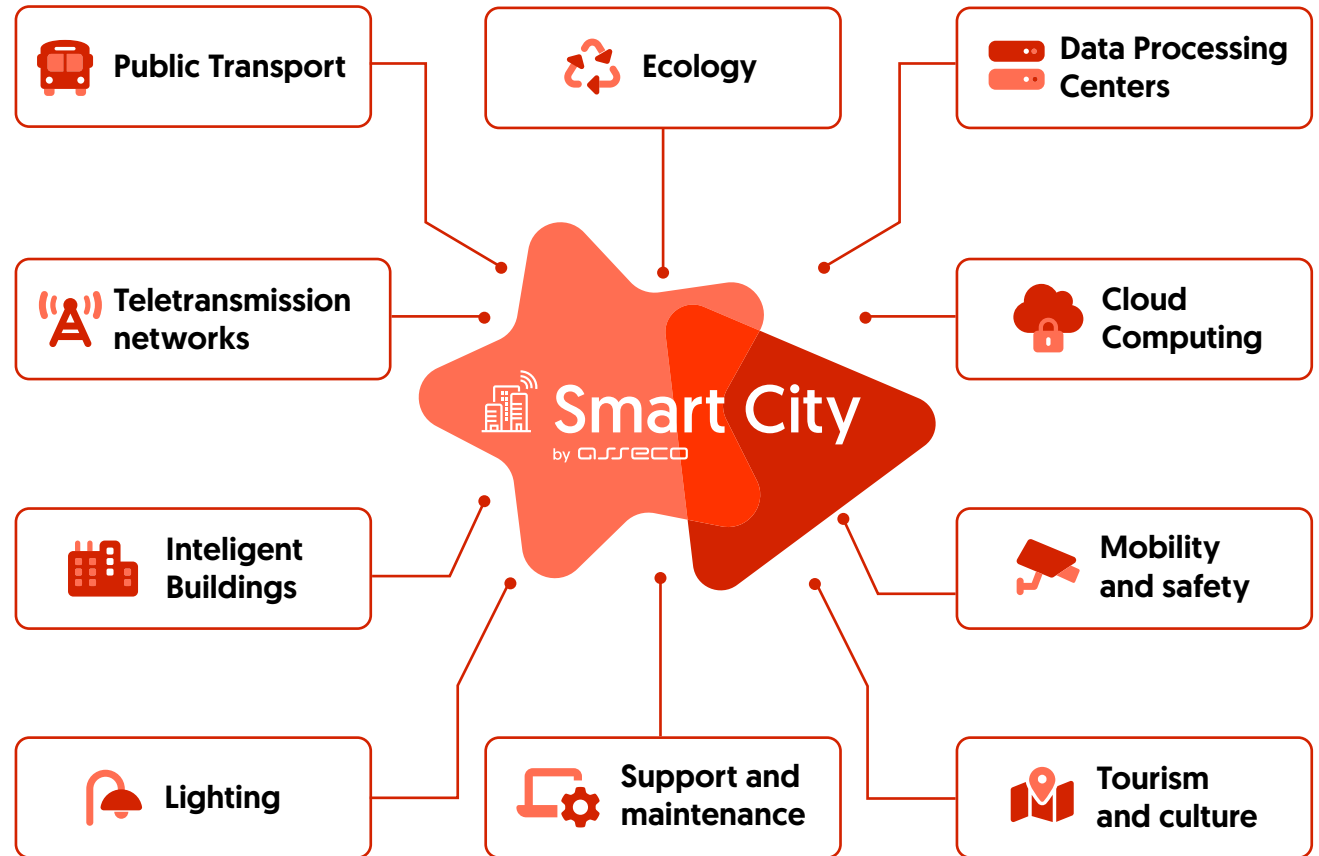 Public Transport
Ecology
Data Processing
Centers
Teletransmission
networks
Cloud
Computing
Smart City
by asseco
Inteligent
Buildings
Mobility
and safety
Lighting
Support and
maintenance
Tourism
and culture